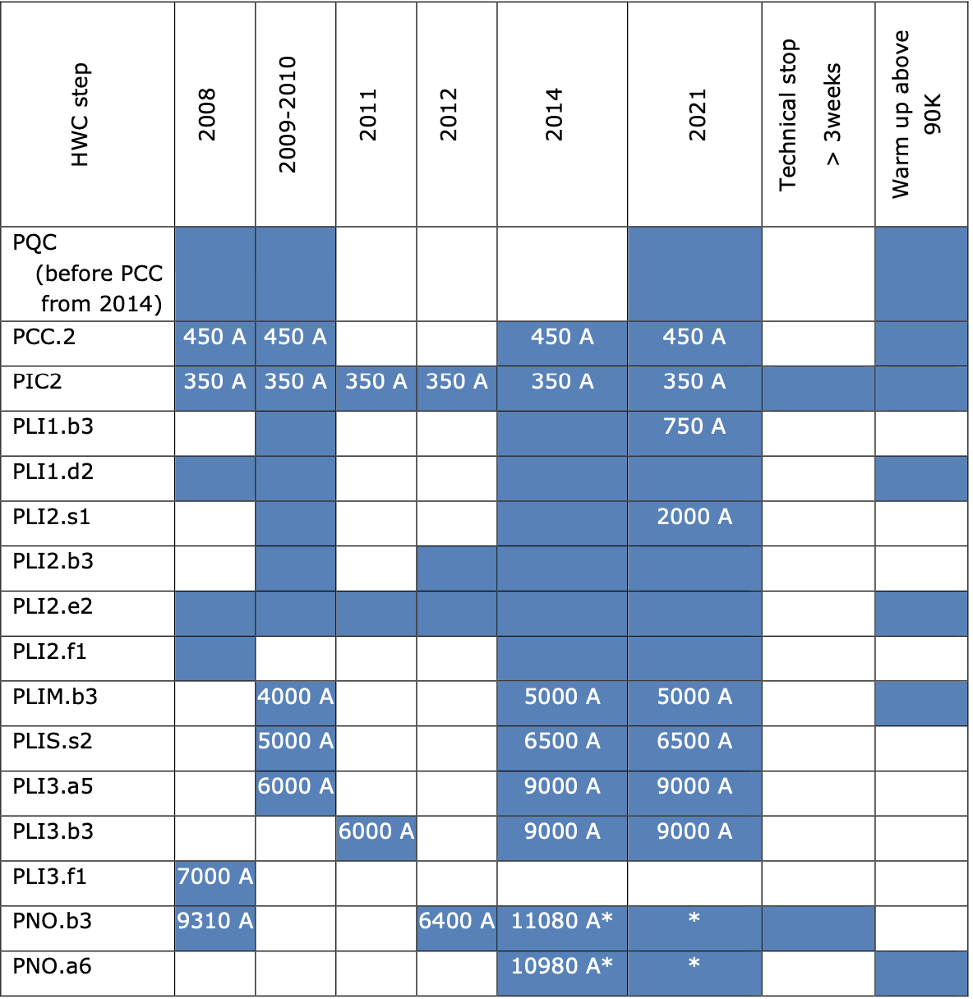 HWC step
2008
2009-2010
2011
2012
2014
2021
Technical stop
> 3weeks
Warm up above
90K
PQC
(before PCC
from 2014)
PCC.2 450 A 450 A 450 A 450 A
PIC2 350 A 350 A 350 A 350 A 350 A 350 A
PLI1.b3 750 A
PLI1.d2
PLI2.s1 2000 A
PLI2.b3
PLI2.e2
PLI2.f1
PLIM.b3 4000 A 5000 A 5000 A
PLIS.s2 5000 A 6500 A 6500 A
PLI3.a5 6000 A 9000 A 9000 A
PLI3.b3 6000 A 9000 A 9000 A
PLI3.f1 7000 A
PNO.b3 9310 A 6400 A 11080 A* *
PNO.a6 10980 A* *